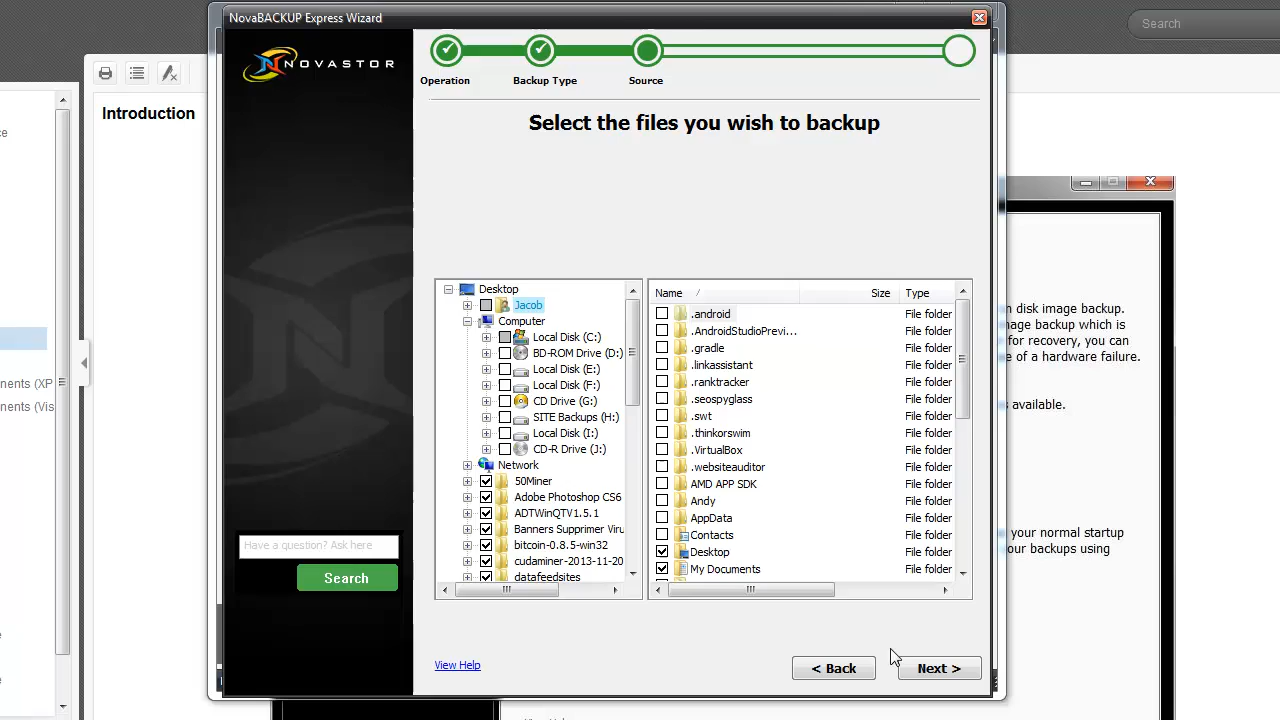 NovaBACKUP Express Wizard
Search
NOVASTOR
Operation
Backup Type
Source
Introduction
Select the files you wish to backup
ce
nents (XP
nents (Vis
e
e
Desktop
Jacob
Computer
Local Disk (C:)
BD-ROM Drive (D:)
Local Disk (E:)
Local Disk (F:)
CD Drive (G:)
SITE Backups (H:)
Local Disk (I:)
CD-R Drive (J:)
Network
50Miner
Adobe Photoshop CS6
ADTWinQTV1.5.1
Banners Supprimer Viru
bitcoin-0.8.5-win32
cudaminer-2013-11-20
datafeedsites
Name / Size Type
.android File folder
.AndroidStudioPrevi... File folder
.gradle File folder
.linkassistant File folder
.ranktracker File folder
.seospyglass File folder
.swt File folder
.thinkorswim File folder
.VirtualBox File folder
.websiteauditor File folder
AMD APP SDK File folder
Andy File folder
AppData File folder
Contacts File folder
Desktop File folder
My Documents File folder
n disk image backup.
nage backup which is
for recovery, you can
e of a hardware failure.
s available.
your normal startup
our backups using
Have a question? Ask here
Search
View Help
< Back
Next >